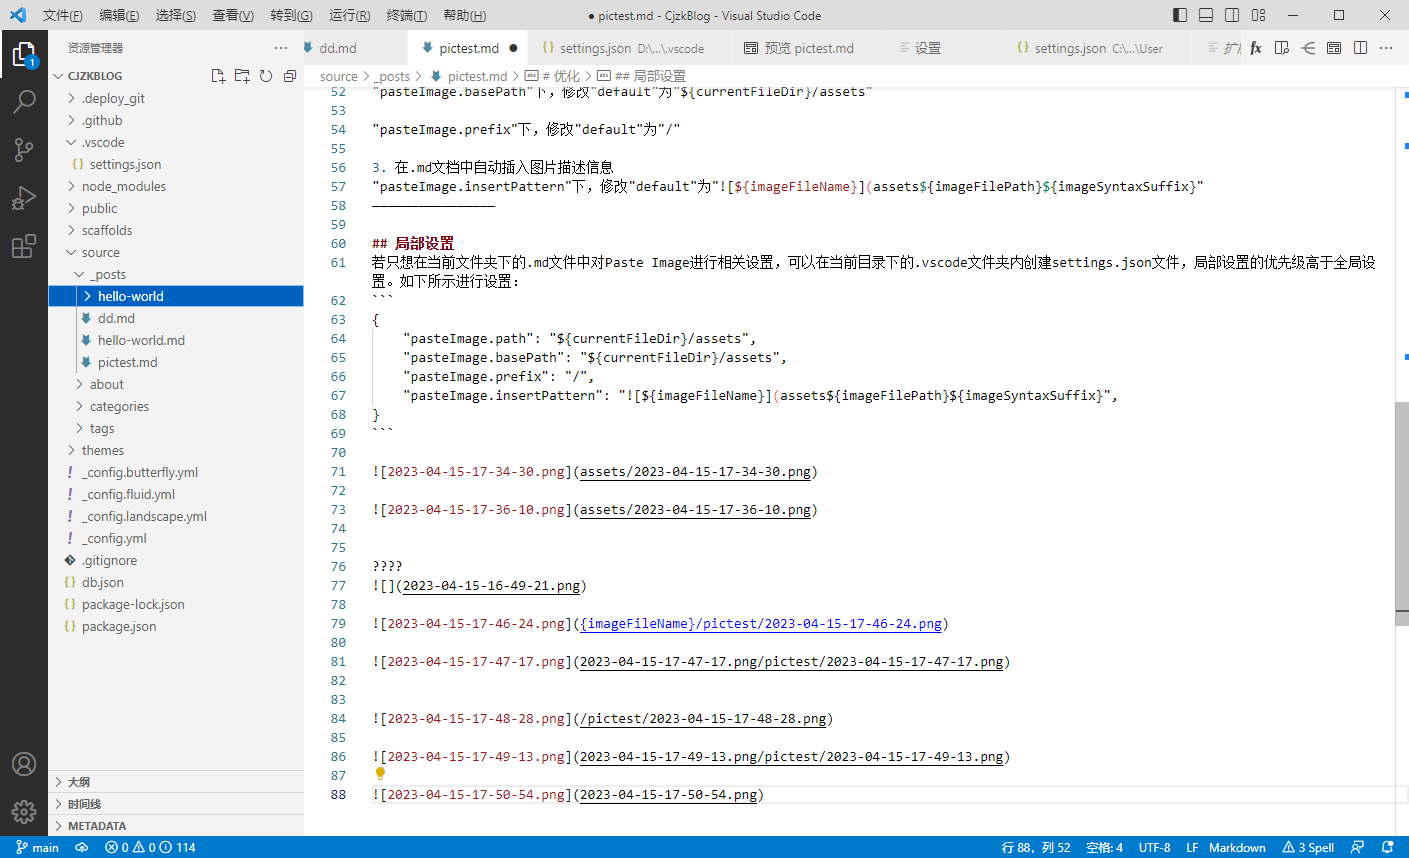 文件(F) 编辑(E) 选择(S) 查看(V) 转到(G) 运行(R) 终端(T) 帮助(H)
● pictest.md - CjzkBlog - Visual Studio Code
资源管理器 ···
dd.md
pictest.md ●
settings.json D:\...\.vscode
预览 pictest.md
设置
settings.json C:\...\User
fx
···
1
source > _posts > pictest.md > # 优化 > ## 局部设置
CJZKBLOG
.deploy_git
.github
.vscode
{} settings.json
node_modules
public
scaffolds
source
_posts
hello-world
dd.md
hello-world.md
pictest.md
about
categories
tags
themes
! _config.butterfly.yml
! _config.fluid.yml
! _config.landscape.yml
! _config.yml
.gitignore
{} db.json
{} package-lock.json
{} package.json
大纲
时间线
METADATA
52 "pasteImage.basePath"下，修改"default"为"${currentFileDir}/assets"
53
54 "pasteImage.prefix"下，修改"default"为"/"
55
56 3. 在.md文档中自动插入图片描述信息
57 "pasteImage.insertPattern"下，修改"default"为"![${imageFileName}](assets${imageFilePath}${imageSyntaxSuffix}"
58 ————————————————
59
60 ## 局部设置
61 若只想在当前文件夹下的.md文件中对Paste Image进行相关设置，可以在当前目录下的.vscode文件夹内创建settings.json文件，局部设置的优先级高于全局设
置。如下所示进行设置：
62 ```
63 {
64 "pasteImage.path": "${currentFileDir}/assets",
65 "pasteImage.basePath": "${currentFileDir}/assets",
66 "pasteImage.prefix": "/",
67 "pasteImage.insertPattern": "![${imageFileName}](assets${imageFilePath}${imageSyntaxSuffix}",
68 }
69 ```
70
71 ![2023-04-15-17-34-30.png](assets/2023-04-15-17-34-30.png)
72
73 ![2023-04-15-17-36-10.png](assets/2023-04-15-17-36-10.png)
74
75
76 ????
77 ![](2023-04-15-16-49-21.png)
78
79 ![2023-04-15-17-46-24.png]({imageFileName}/pictest/2023-04-15-17-46-24.png)
80
81 ![2023-04-15-17-47-17.png](2023-04-15-17-47-17.png/pictest/2023-04-15-17-47-17.png)
82
83
84 ![2023-04-15-17-48-28.png](/pictest/2023-04-15-17-48-28.png)
85
86 ![2023-04-15-17-49-13.png](2023-04-15-17-49-13.png/pictest/2023-04-15-17-49-13.png)
87
88 ![2023-04-15-17-50-54.png](2023-04-15-17-50-54.png)
main 0 0 114
行 88，列 52 空格: 4 UTF-8 LF Markdown 3 Spell